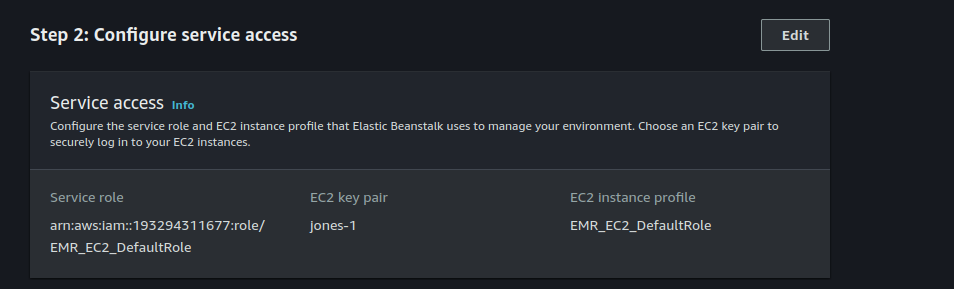 Step 2: Configure service access
Edit
Service access Info
Configure the service role and EC2 instance profile that Elastic Beanstalk uses to manage your environment. Choose an EC2 key pair to
securely log in to your EC2 instances.
Service role
EC2 key pair
EC2 instance profile
arn:aws:iam::193294311677:role/
EMR_EC2_DefaultRole
jones-1
EMR_EC2_DefaultRole